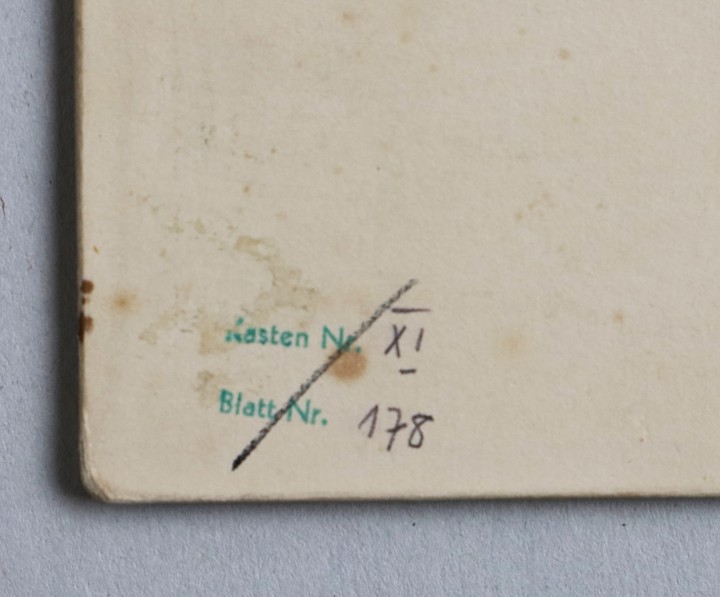 Kasten Nr. XI
Blatt Nr. 178